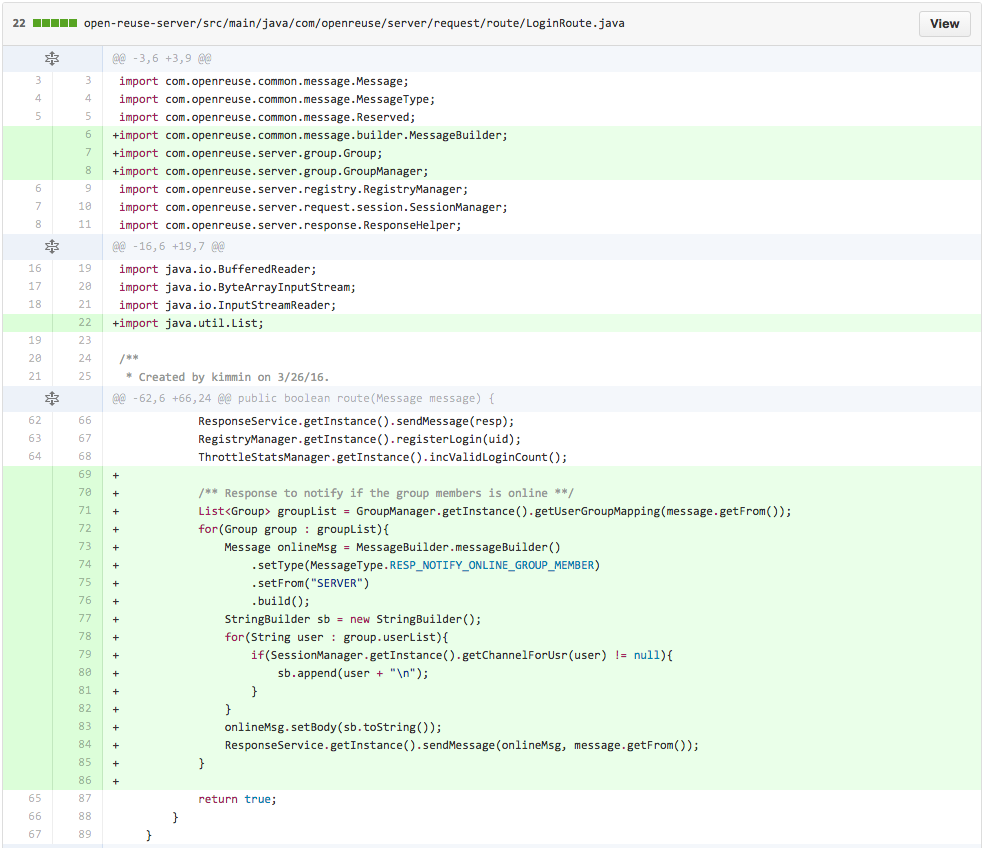 22 open-reuse-server/src/main/java/com/openreuse/server/request/route/LoginRoute.java View
@@ -3,6 +3,9 @@
3 3 import com.openreuse.common.message.Message;
4 4 import com.openreuse.common.message.MessageType;
5 5 import com.openreuse.common.message.Reserved;
6 +import com.openreuse.common.message.builder.MessageBuilder;
7 +import com.openreuse.server.group.Group;
8 +import com.openreuse.server.group.GroupManager;
6 9 import com.openreuse.server.registry.RegistryManager;
7 10 import com.openreuse.server.request.session.SessionManager;
8 11 import com.openreuse.server.response.ResponseHelper;
@@ -16,6 +19,7 @@
16 19 import java.io.BufferedReader;
17 20 import java.io.ByteArrayInputStream;
18 21 import java.io.InputStreamReader;
22 +import java.util.List;
19 23
20 24 /**
21 25 * Created by kimmin on 3/26/16.
@@ -62,6 +66,24 @@ public boolean route(Message message) {
62 66 ResponseService.getInstance().sendMessage(resp);
63 67 RegistryManager.getInstance().registerLogin(uid);
64 68 ThrottleStatsManager.getInstance().incValidLoginCount();
69 +
70 + /** Response to notify if the group members is online **/
71 + List<Group> groupList = GroupManager.getInstance().getUserGroupMapping(message.getFrom());
72 + for(Group group : groupList){
73 + Message onlineMsg = MessageBuilder.messageBuilder()
74 + .setType(MessageType.RESP_NOTIFY_ONLINE_GROUP_MEMBER)
75 + .setFrom("SERVER")
76 + .build();
77 + StringBuilder sb = new StringBuilder();
78 + for(String user : group.userList){
79 + if(SessionManager.getInstance().getChannelForUsr(user) != null){
80 + sb.append(user + "\n");
81 + }
82 + }
83 + onlineMsg.setBody(sb.toString());
84 + ResponseService.getInstance().sendMessage(onlineMsg, message.getFrom());
85 + }
86 +
65 87 return true;
66 88 }
67 89 }